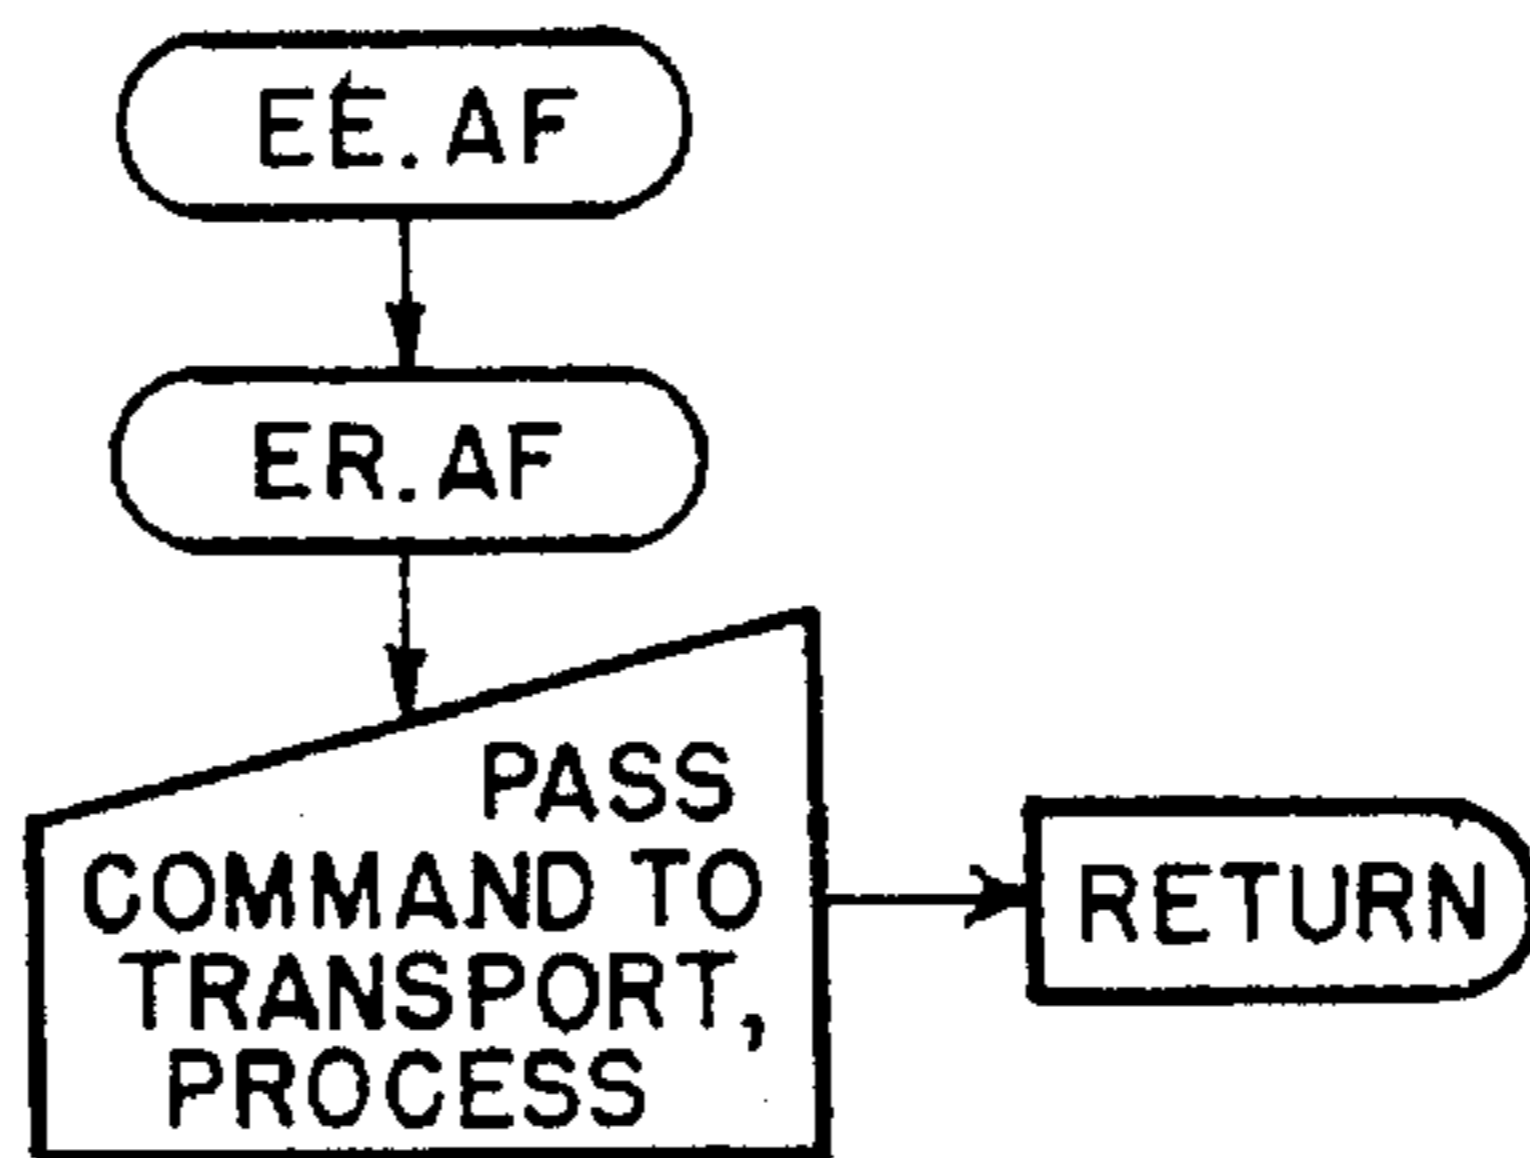 EE.AF
ER.AF
PASS
COMMAND TO
TRANSPORT,
PROCESS
RETURN